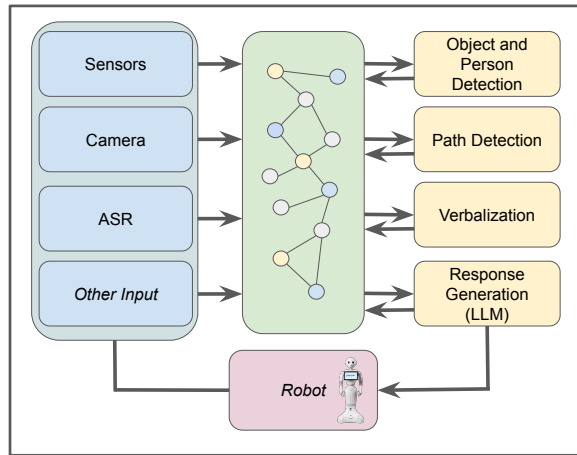 Sensors
Camera
ASR
Other Input
Object and
Person
Detection
Path Detection
Verbalization
Response
Generation
(LLM)
Robot